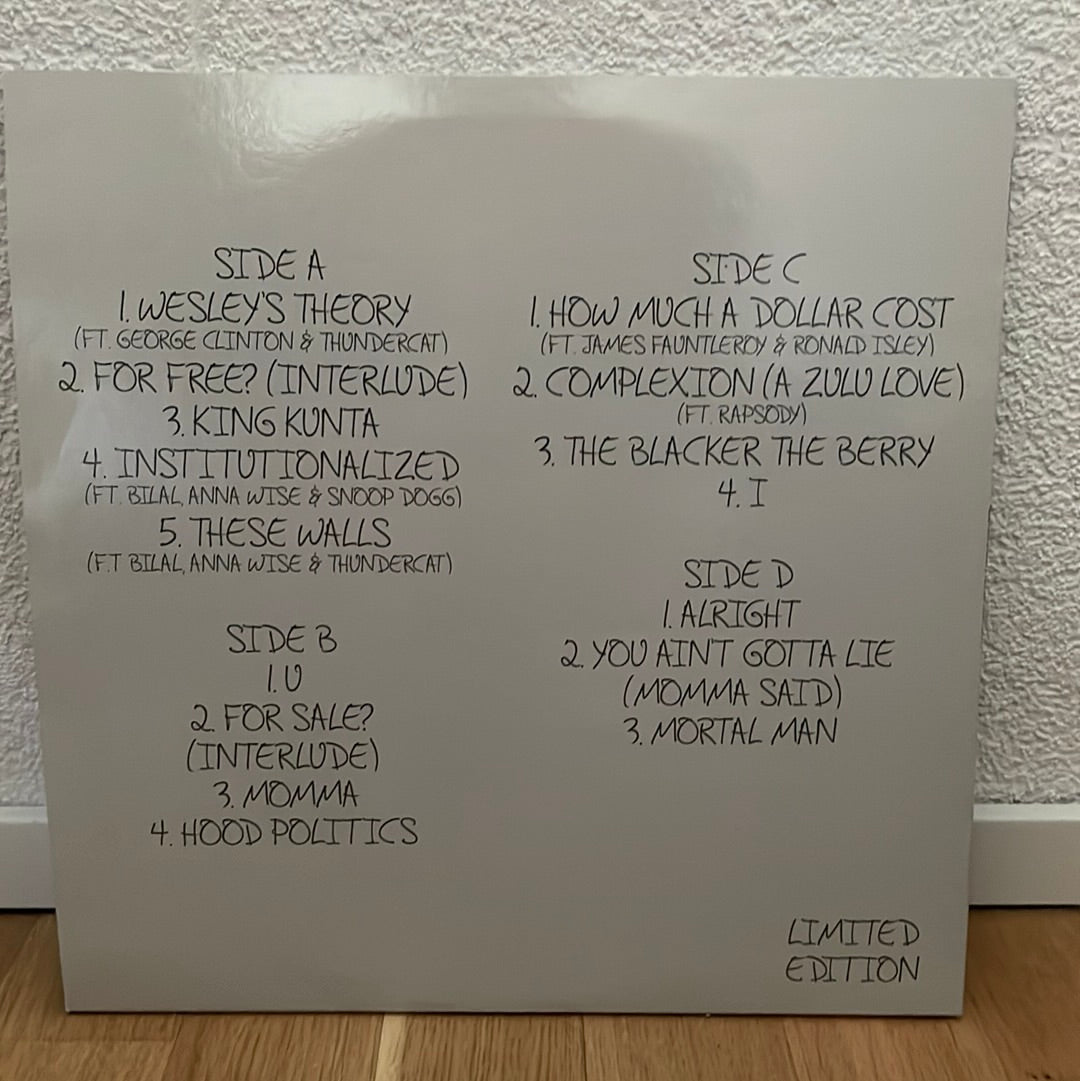 SIDE A
1. WESLEY'S THEORY
(FT. GEORGE CLINTON & THUNDERCAT)
2. FOR FREE? (INTERLUDE)
3. KING KUNTA
4. INSTITUTIONALIZED
(FT. BILAL, ANNA WISE & SNOOP DOGG)
5. THESE WALLS
(F.T BILAL, ANNA WISE & THUNDERCAT)
SIDE B
1. U
2. FOR SALE?
(INTERLUDE)
3. MOMMA
4. HOOD POLITICS
SIDE C
1. HOW MUCH A DOLLAR COST
(FT. JAMES FAUNTLEROY & RONALD ISLEY)
2. COMPLEXION (A ZULU LOVE)
(FT. RAPSODY)
3. THE BLACKER THE BERRY
4. I
SIDE D
1. ALRIGHT
2. YOU AIN'T GOTTA LIE
(MOMMA SAID)
3. MORTAL MAN
LIMITED
EDITION